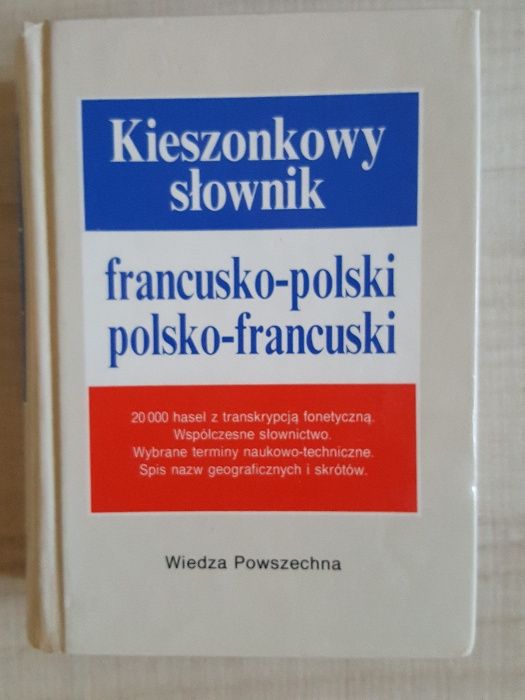 Kieszonkowy
słownik
francusko-polski
polsko-francuski
20 000 haseł z transkrypcją fonetyczną.
Współczesne słownictwo.
Wybrane terminy naukowo-techniczne.
Spis nazw geograficznych i skrótów.
Wiedza Powszechna